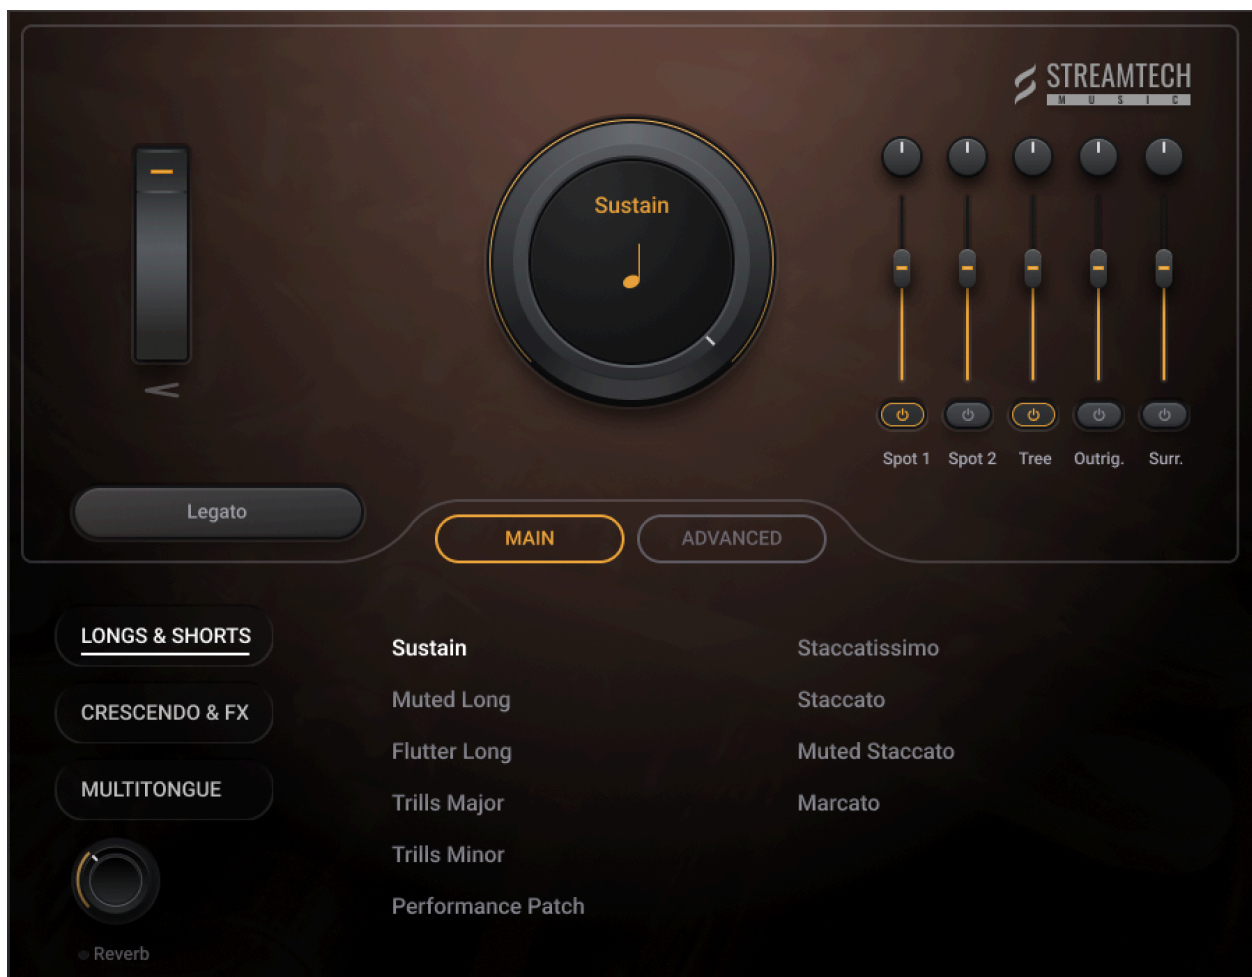 STREAMTECH
MUSIC
Sustain
Spot 1 Spot 2 Tree Outrig. Surr.
Legato
MAIN ADVANCED
LONGS & SHORTS
CRESCENDO & FX
MULTITONGUE
Reverb
Sustain
Muted Long
Flutter Long
Trills Major
Trills Minor
Performance Patch
Staccatissimo
Staccato
Muted Staccato
Marcato